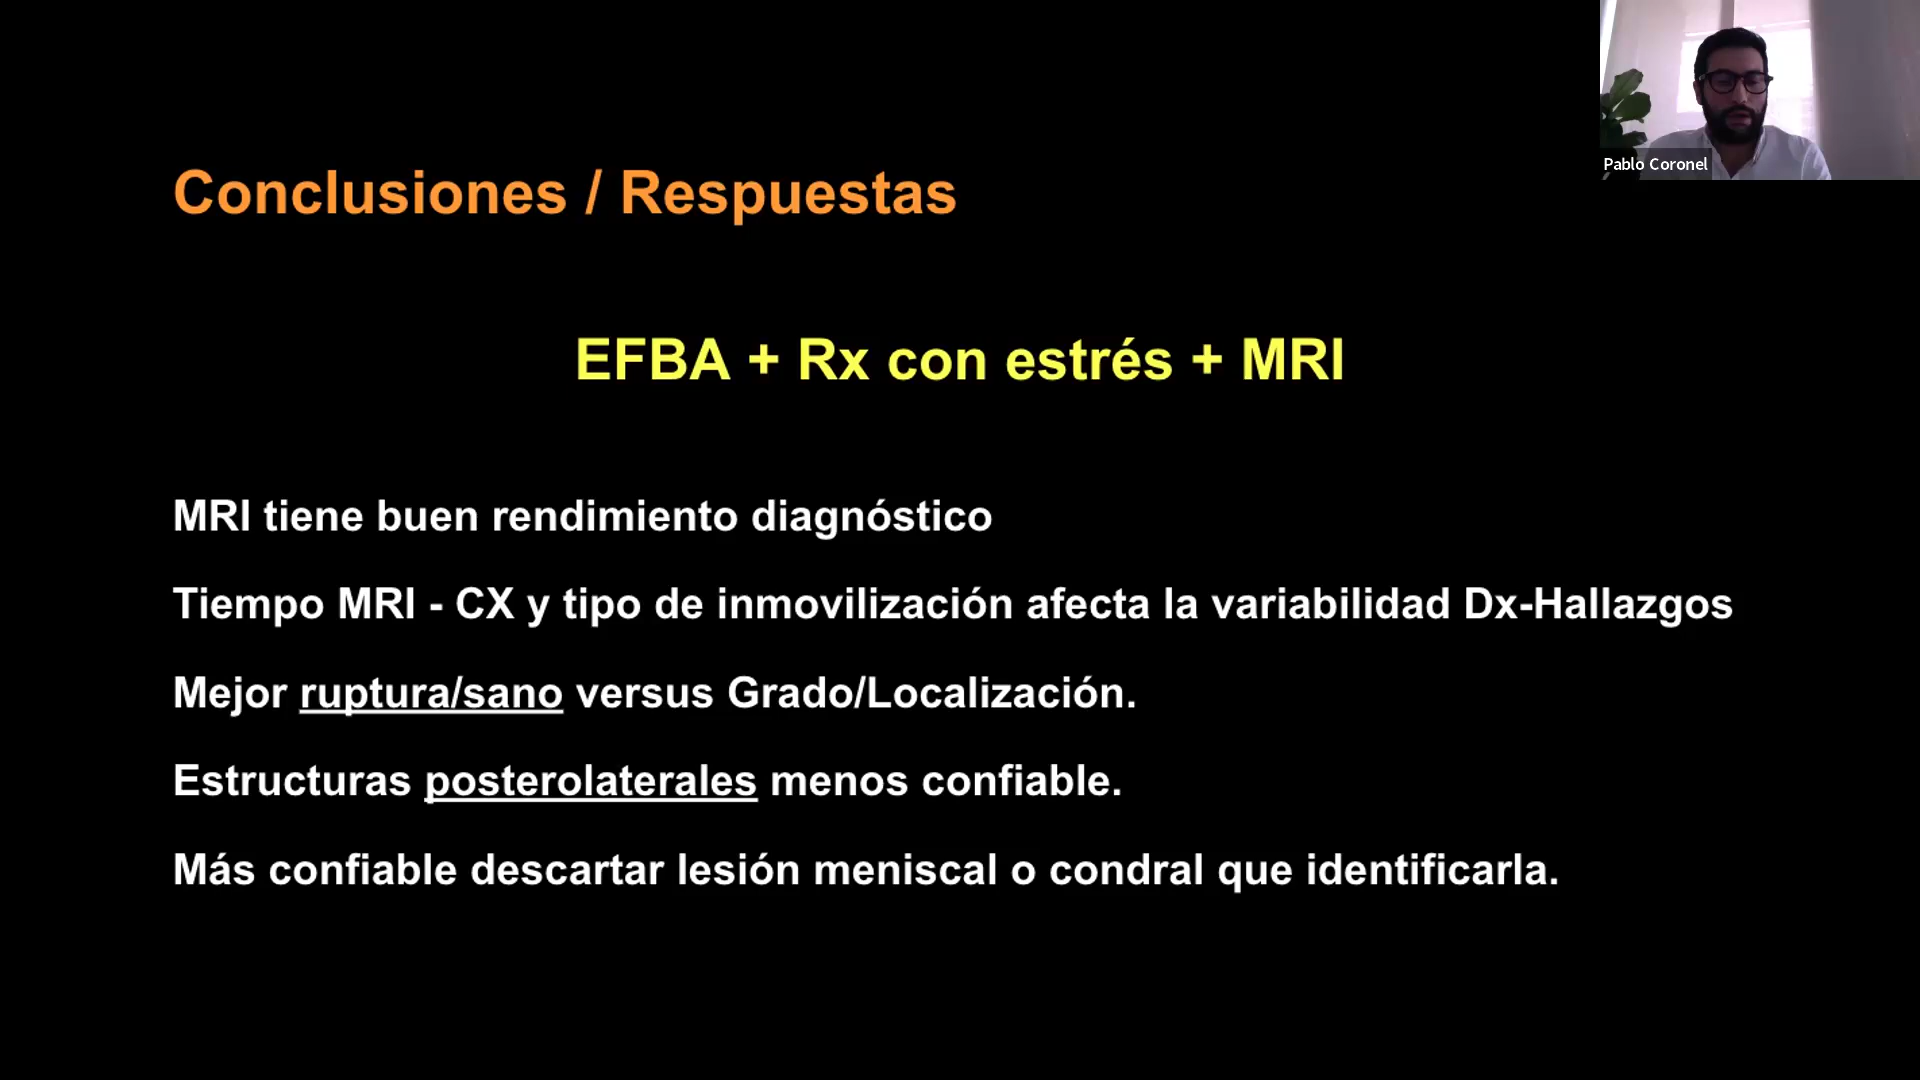 Pablo Coronel
Conclusiones / Respuestas
EFBA + Rx con estrés + MRI
MRI tiene buen rendimiento diagnóstico
Tiempo MRI - CX y tipo de inmovilización afecta la variabilidad Dx-Hallazgos
Mejor ruptura/sano versus Grado/Localización.
Estructuras posterolaterales menos confiable.
Más confiable descartar lesión meniscal o condral que identificarla.